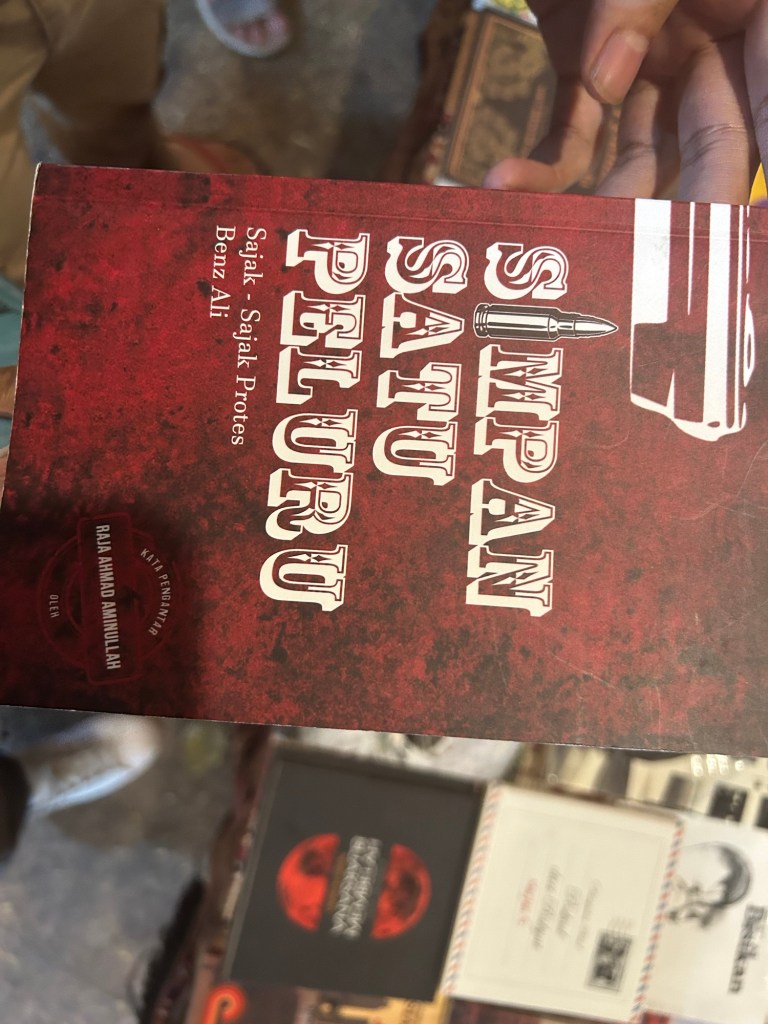 SIMPAN
SATU
PELURU
Sajak - Sajak Protes
Benz Ali
KATA PENGANTAR
OLEH
RAJA AHMAD AMINULLAH